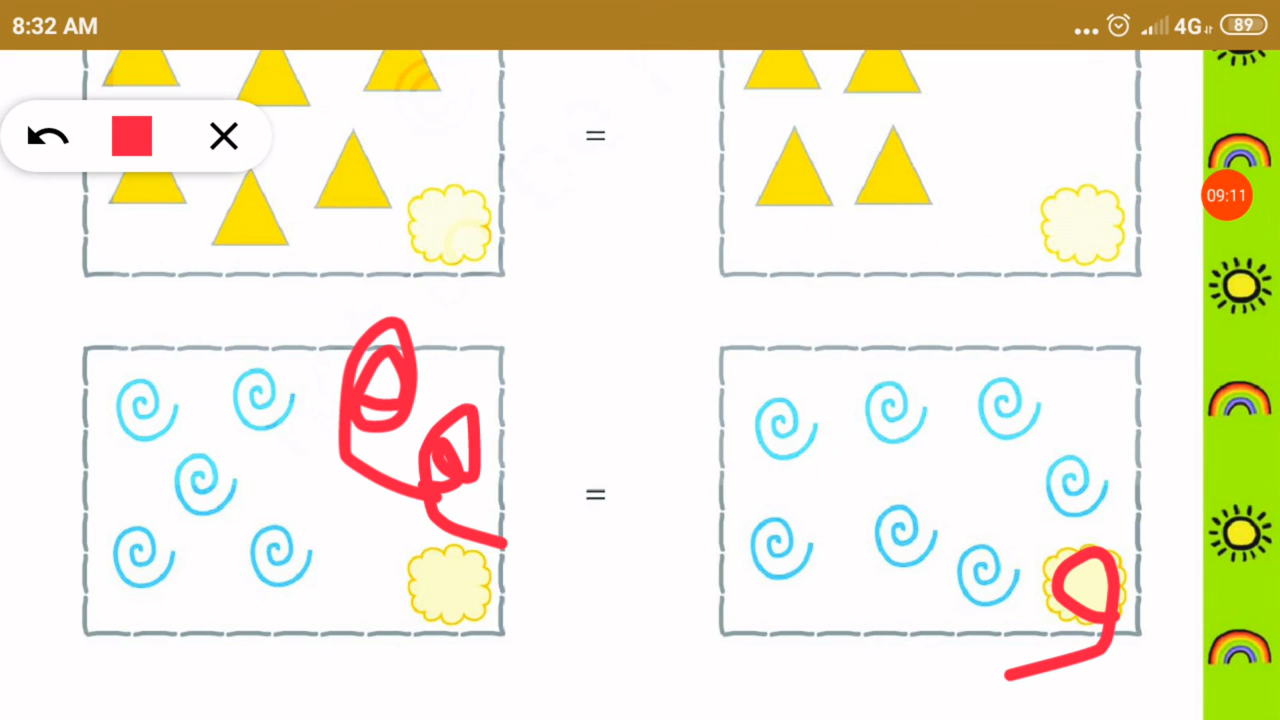 8:32 AM
4G 89
=
09:11
=